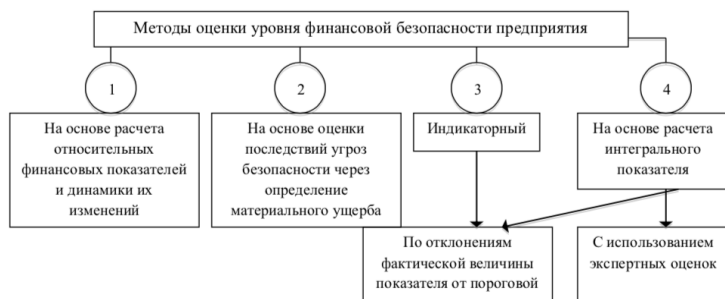 Методы оценки уровня финансовой безопасности предприятия
1
2
3
4
На основе расчета
относительных
финансовых показателей
и динамики их
изменений
На основе оценки
последствий угроз
безопасности через
определение
материального ущерба
Индикаторный
На основе расчета
интегрального
показателя
По отклонениям
фактической величины
показателя от пороговой
С использованием
экспертных оценок